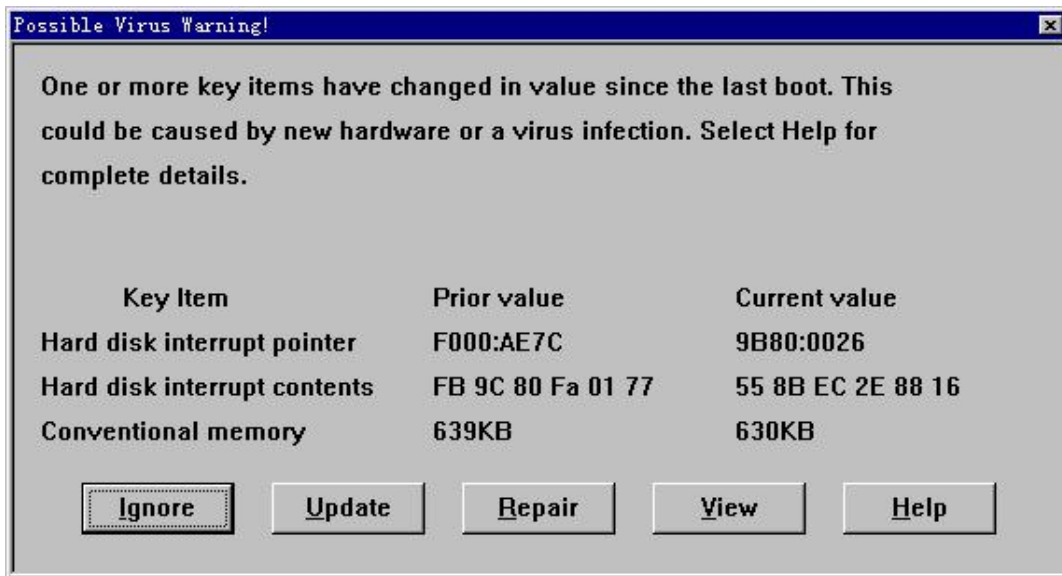 Possible Virus Warning!
One or more key items have changed in value since the last boot. This
could be caused by new hardware or a virus infection. Select Help for
complete details.
Key Item Prior value Current value
Hard disk interrupt pointer F000:AE7C 9B80:0026
Hard disk interrupt contents FB 9C 80 Fa 01 77 55 8B EC 2E 88 16
Conventional memory 639KB 630KB
Ignore Update Repair View Help